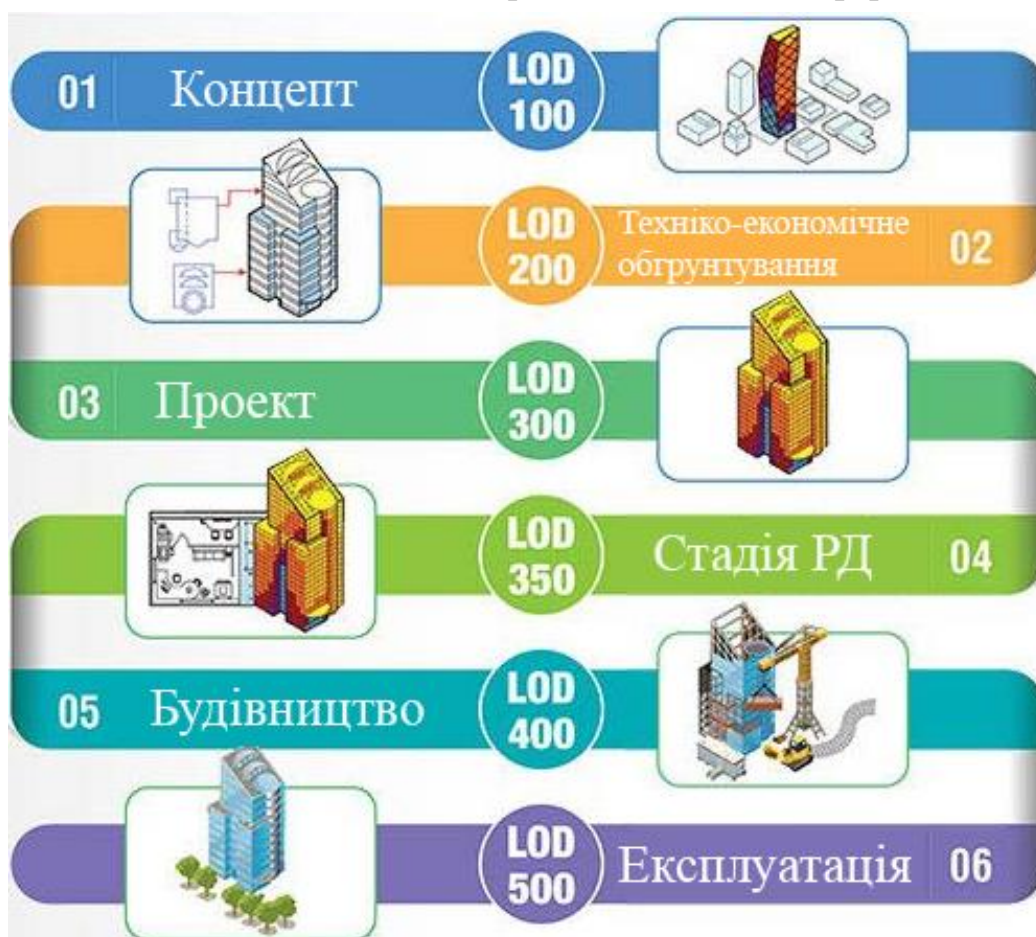 01 Концепт LOD 100
LOD 200 Техніко-економічне обгрунтування 02
03 Проект LOD 300
LOD 350 Стадія РД 04
05 Будівництво LOD 400
LOD 500 Експлуатація 06